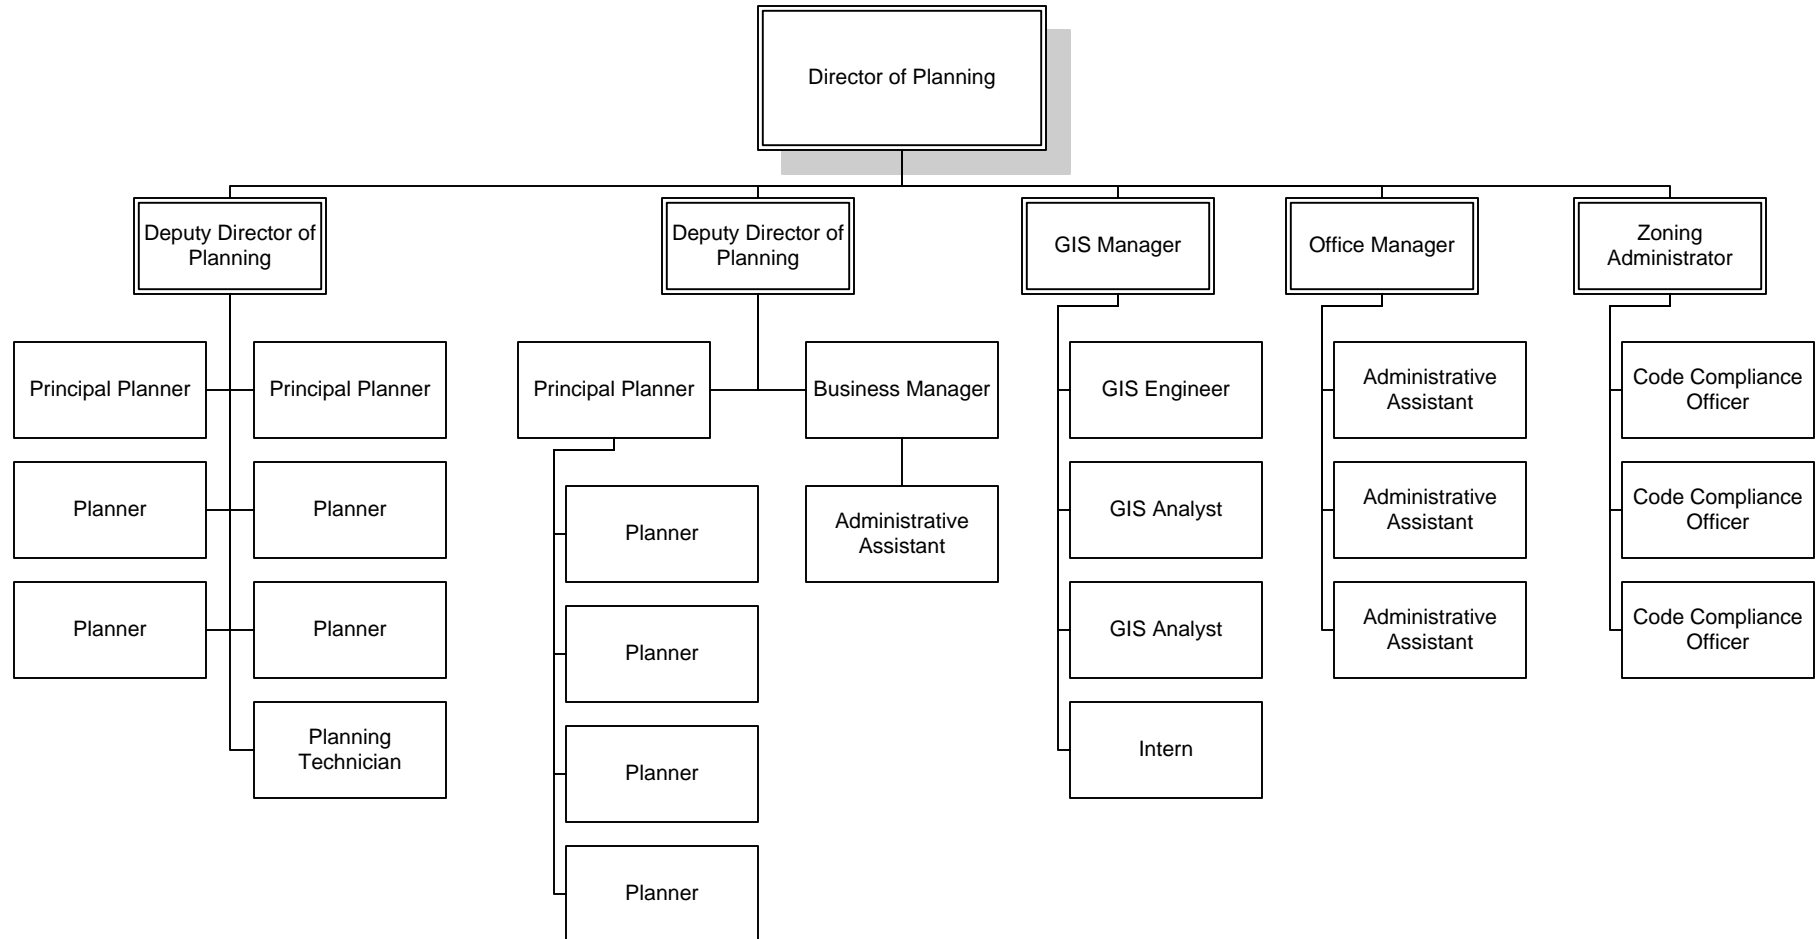 Director of Planning
Deputy Director of
Planning
Deputy Director of
Planning
GIS Manager
Office Manager
Zoning
Administrator
Principal Planner
Principal Planner
Principal Planner
Business Manager
GIS Engineer
Administrative
Assistant
Code Compliance
Officer
Planner
Planner
Planner
Administrative
Assistant
GIS Analyst
Administrative
Assistant
Code Compliance
Officer
Planner
Planner
Planner
GIS Analyst
Administrative
Assistant
Code Compliance
Officer
Planning
Technician
Planner
Intern
Planner